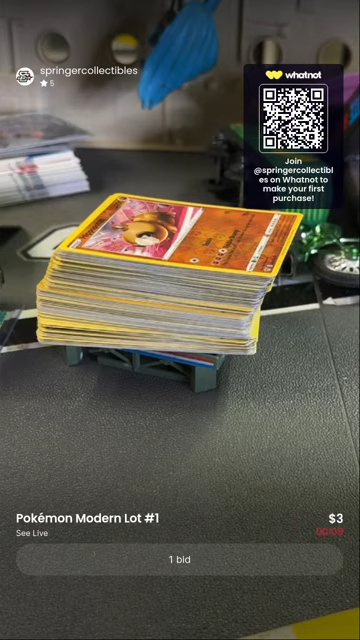 springercollectibles
★ 5
whatnot
Join
@springercollectibl
es on Whatnot to
make your first
purchase!
Pokémon Modern Lot #1
$3
See Live
00:09
1 bid